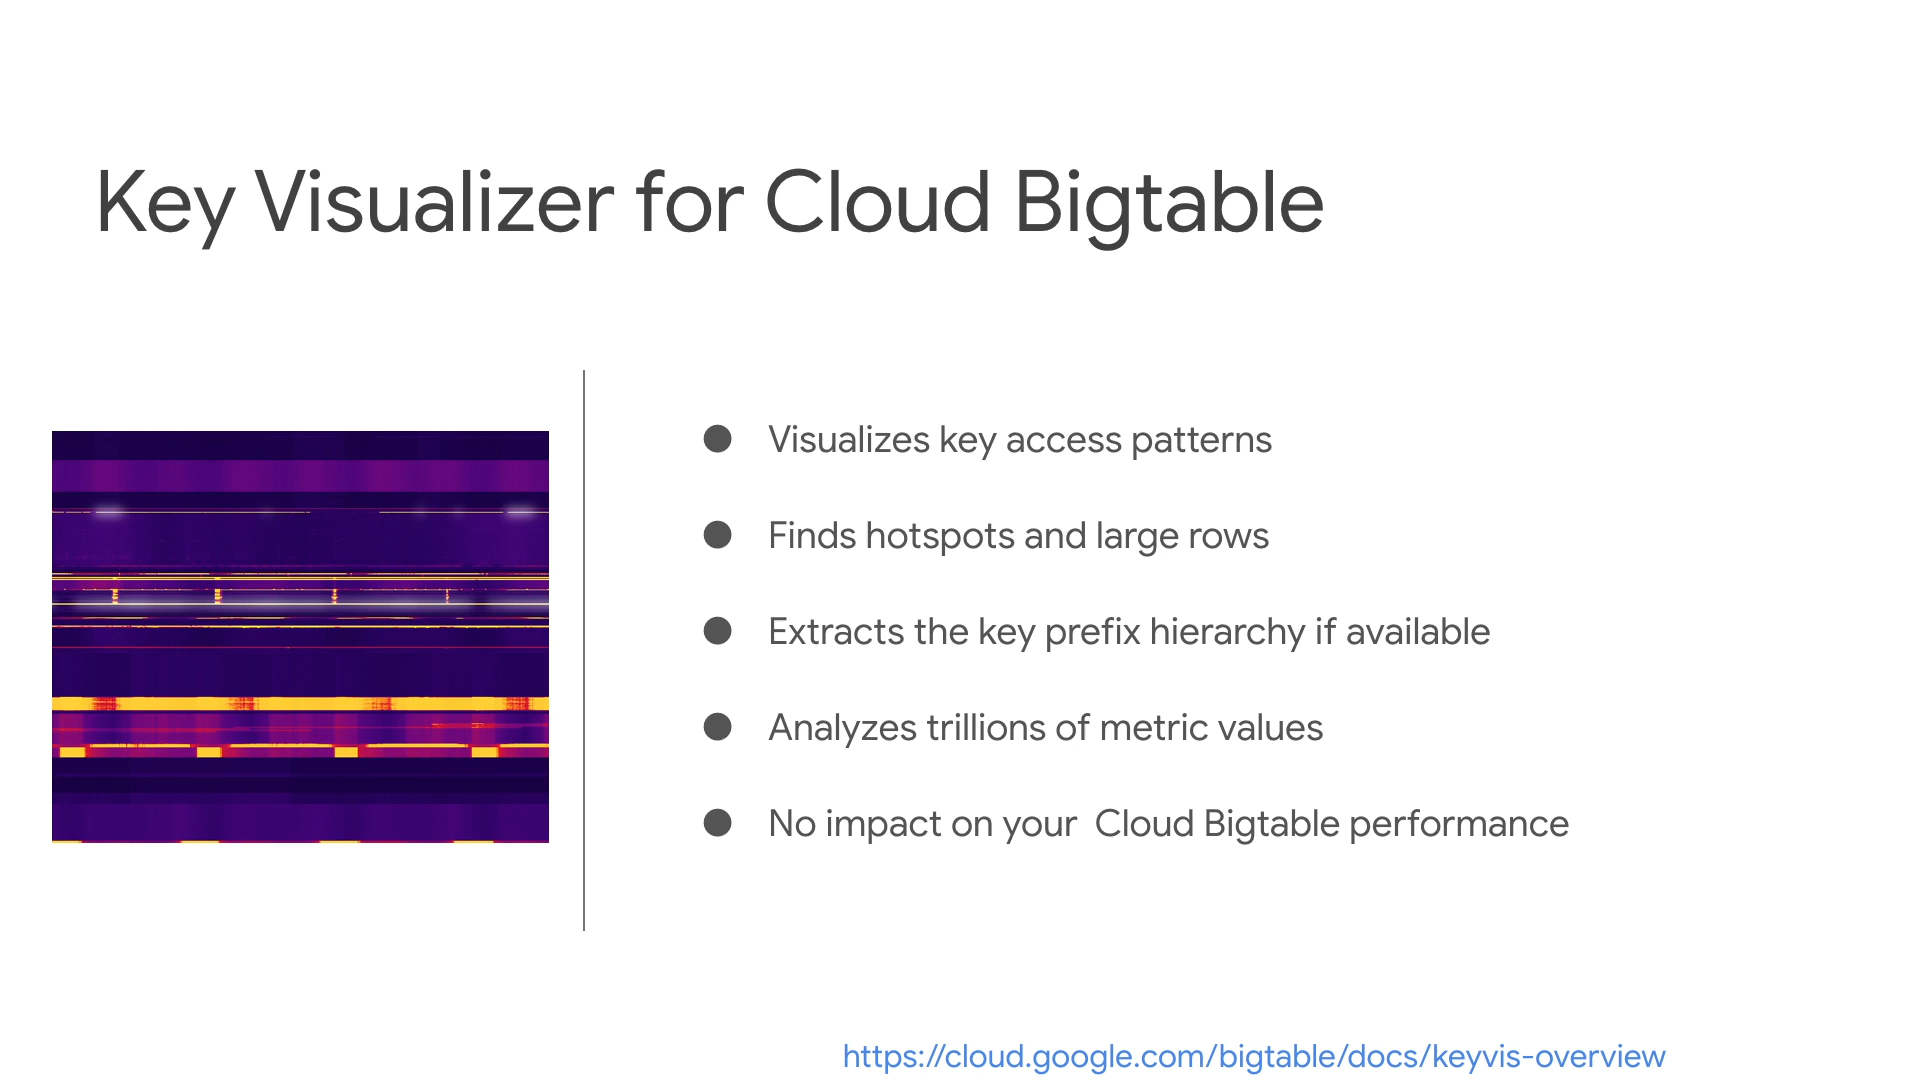 Key Visualizer for Cloud Bigtable
● Visualizes key access patterns
● Finds hotspots and large rows
● Extracts the key prefix hierarchy if available
● Analyzes trillions of metric values
● No impact on your  Cloud Bigtable performance
https://cloud.google.com/bigtable/docs/keyvis-overview